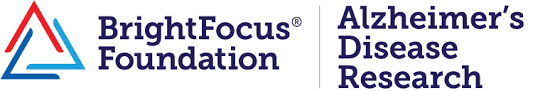 BrightFocus®
Foundation
Alzheimer's
Disease
Research